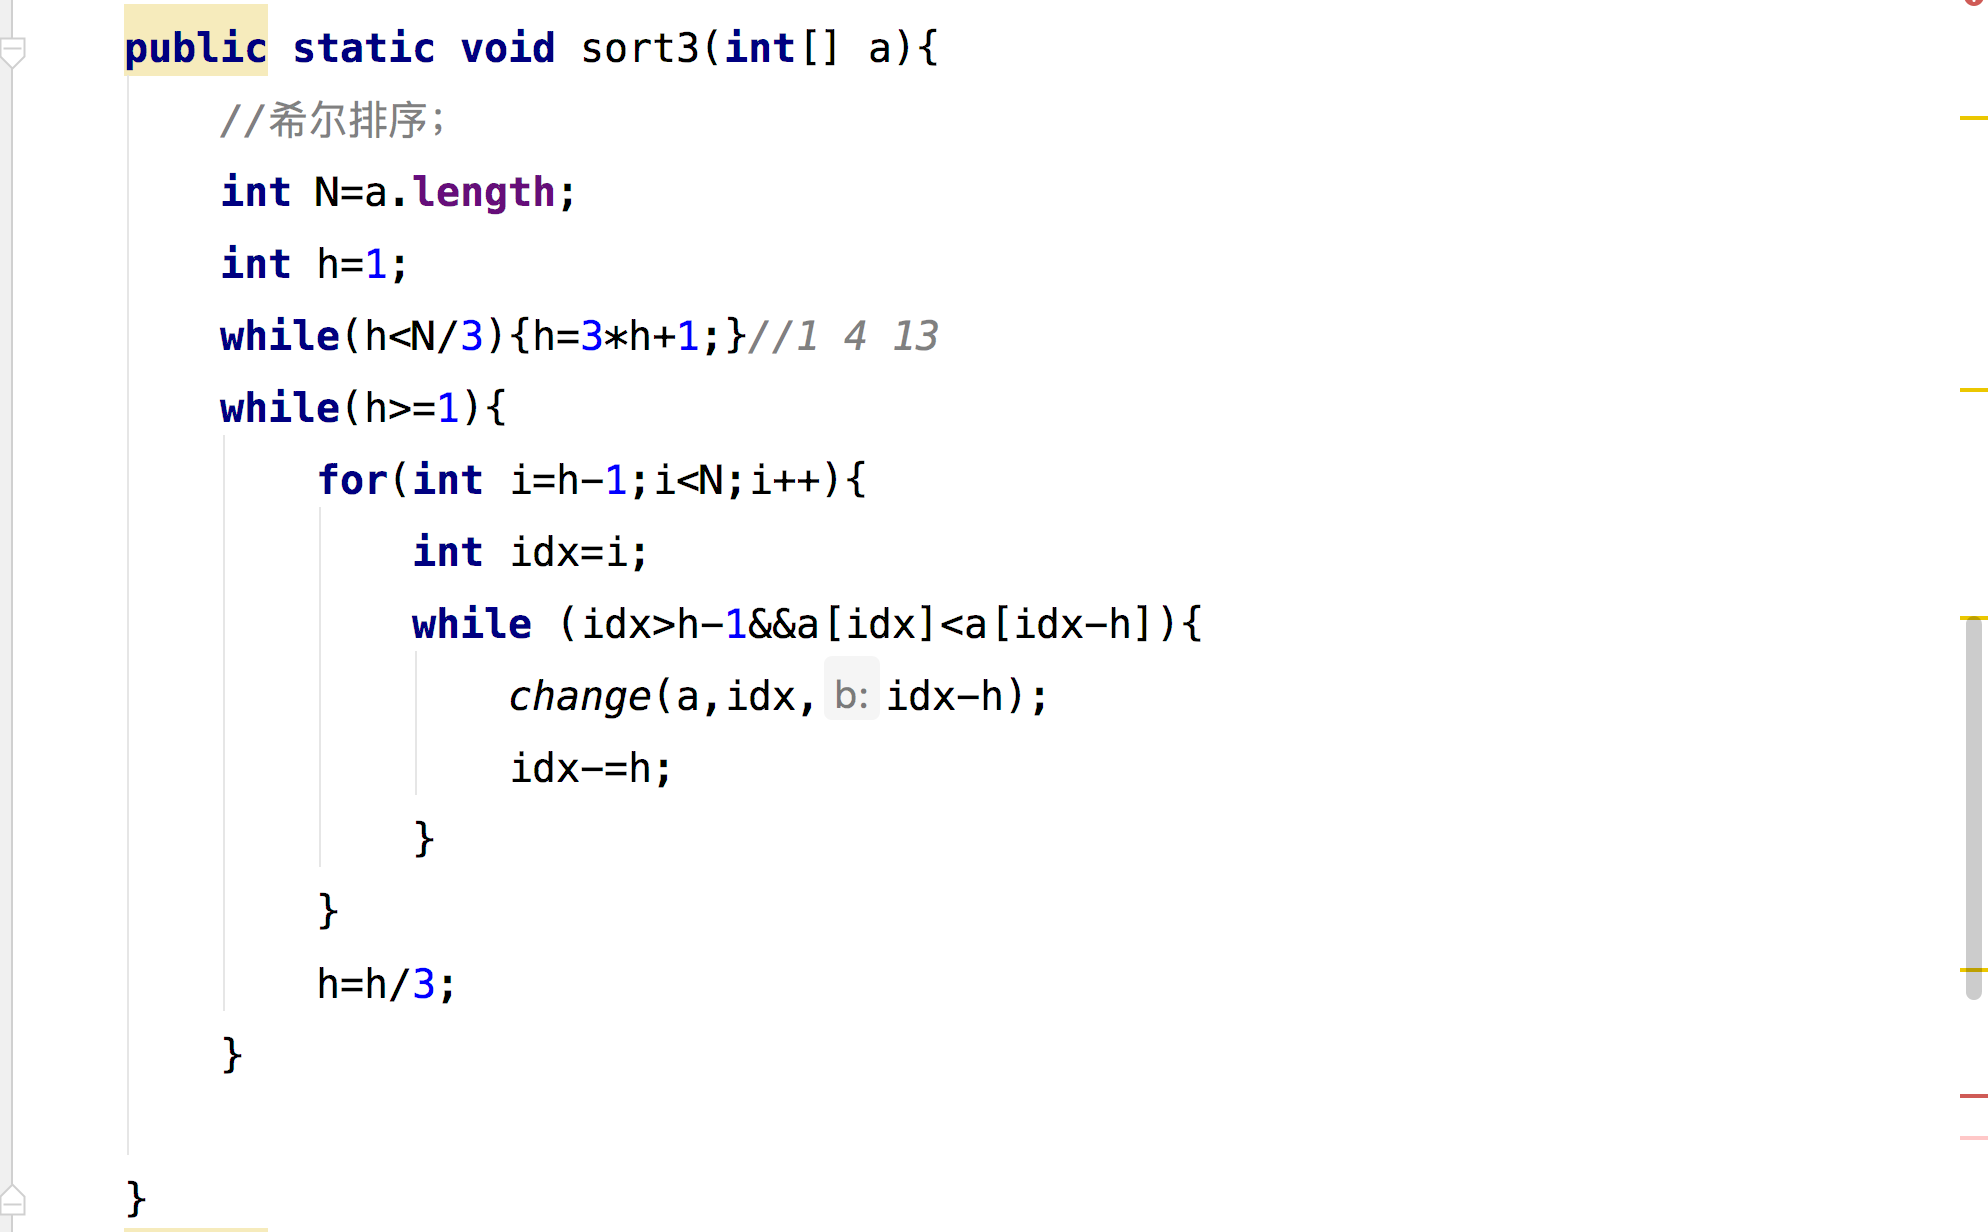 public static void sort3(int[] a){
//希尔排序；
int N=a.length;
int h=1;
while(h<N/3){h=3*h+1;}//1 4 13
while(h>=1){
for(int i=h-1;i<N;i++){
int idx=i;
while (idx>h-1&&a[idx]<a[idx-h]){
change(a,idx, b: idx-h);
idx-=h;
}
}
h=h/3;
}
}